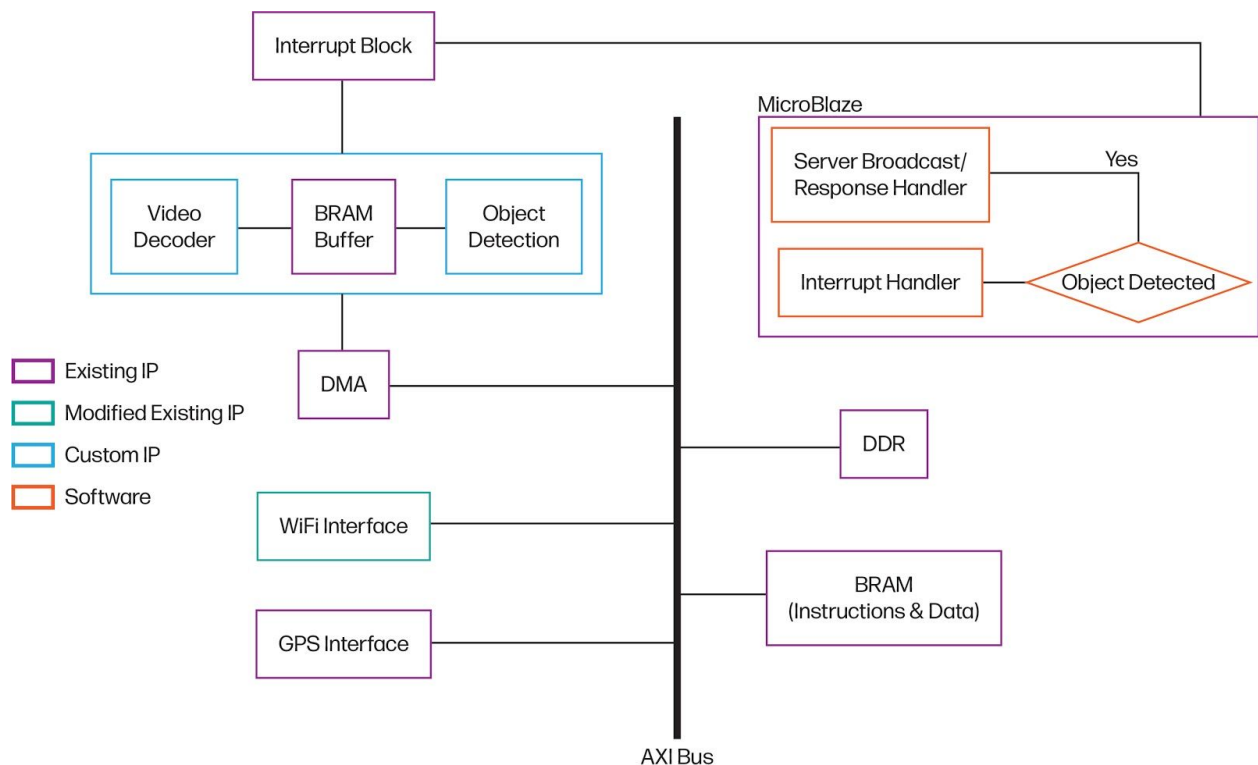 Interrupt Block
MicroBlaze
Server Broadcast/
Response Handler
Yes
Interrupt Handler
Object Detected
Video
Decoder
BRAM
Buffer
Object
Detection
DMA
Existing IP
Modified Existing IP
Custom IP
Software
WiFi Interface
GPS Interface
DDR
BRAM
(Instructions & Data)
AXI Bus